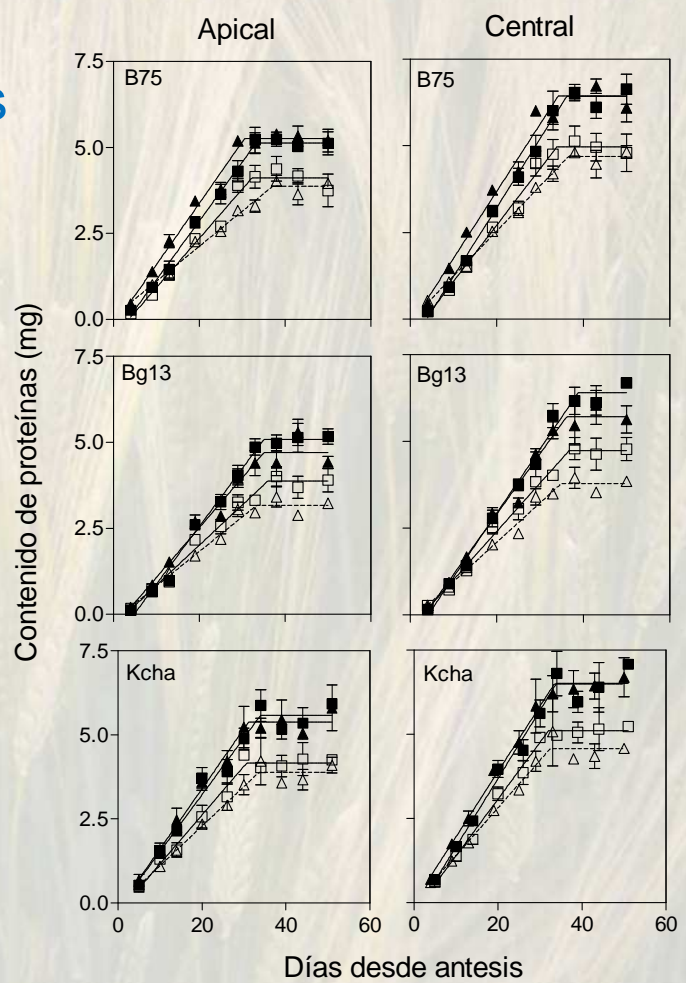 s
Apical
Central
7.5
B75
B75
5.0
2.5
0.0
7.5
Bg13
Bg13
5.0
2.5
0.0
7.5
Kcha
Kcha
5.0
2.5
0.0
0 20 40 60 0 20 40 60
Contenido de proteínas (mg)
Días desde antesis